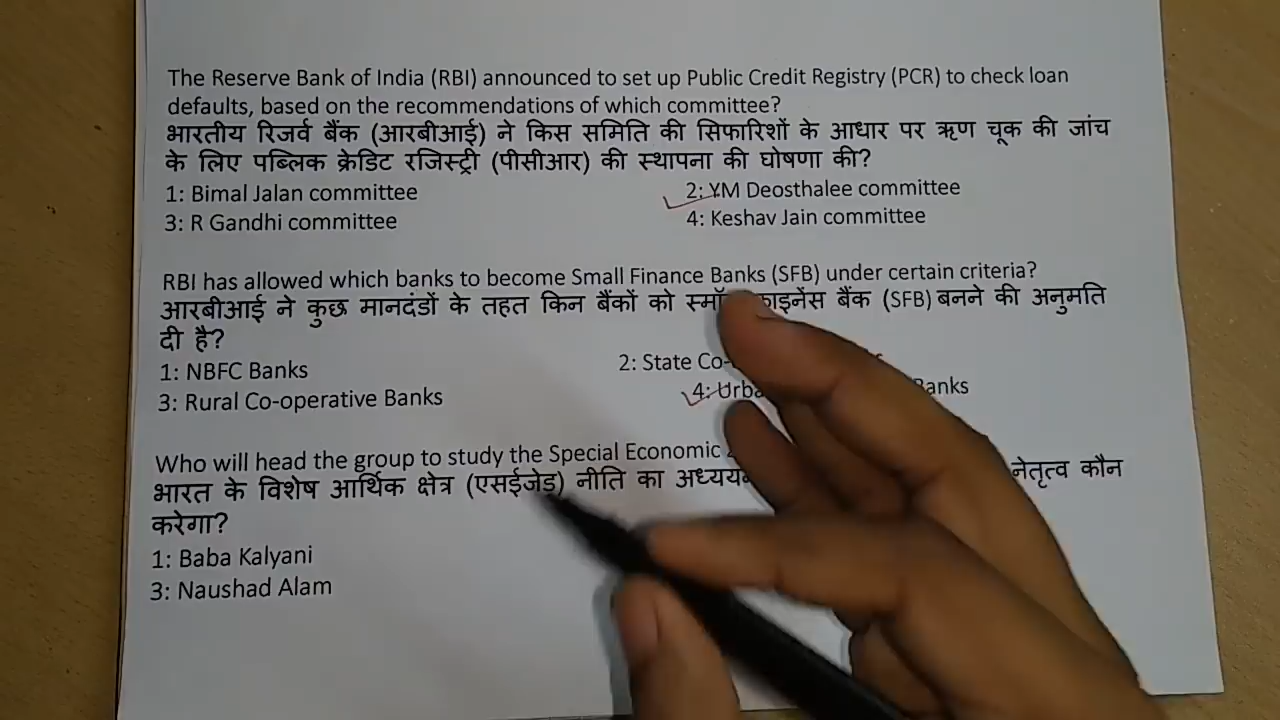 The Reserve Bank of India (RBI) announced to set up Public Credit Registry (PCR) to check loan
defaults, based on the recommendations of which committee?
भारतीय रिजर्व बैंक (आरबीआई) ने किस समिति की सिफारिशों के आधार पर ऋण चूक की जांच
के लिए पब्लिक क्रेडिट रजिस्ट्री (पीसीआर) की स्थापना की घोषणा की?
1: Bimal Jalan committee 2: YM Deosthalee committee
3: R Gandhi committee 4: Keshav Jain committee
RBI has allowed which banks to become Small Finance Banks (SFB) under certain criteria?
आरबीआई ने कुछ मानदंडों के तहत किन बैंकों को बैंक (SFB) बनने की अनुमति
दी है?
1: NBFC Banks 2: State
3: Rural Co-operative Banks 4: Banks
Who will head the group to study the Special Economic
भारत के विशेष आर्थिक क्षेत्र (एसईजेड) नीति का नेतृत्व कौन
करेगा?
1: Baba Kalyani
3: Naushad Alam